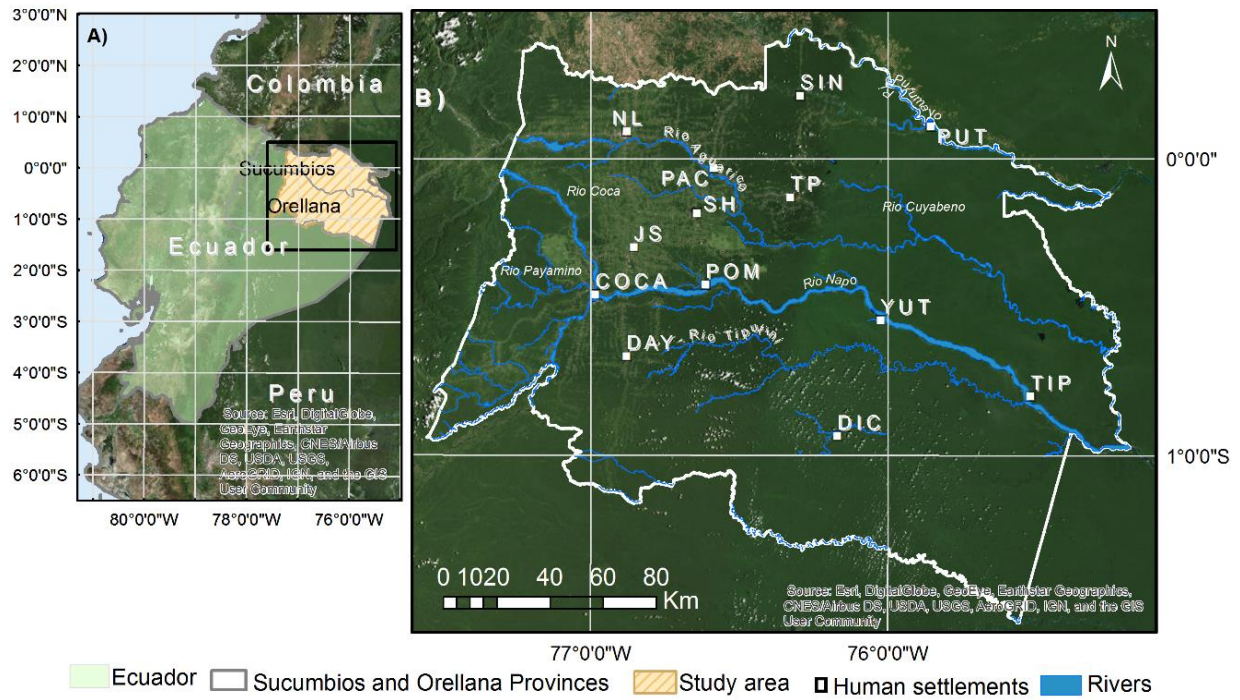 A)
3°0'0"N
2°0'0"N
1°0'0"N
0°0'0"
1°0'0"S
2°0'0"S
3°0'0"S
4°0'0"S
5°0'0"S
6°0'0"S
Colombia
Sucumbios
Orellana
Ecuador
Peru
Source: Esri, DigitalGlobe,
GeoEye, Earthstar
Geographics, CNES/Airbus
DS, USDA, USGS,
AeroGRID, IGN, and the GIS
User Community
80°0'0"W
78°0'0"W
76°0'0"W
B)
N
SIN
Río Putumayo
PUT
NL
Rio Aguarico
PAC
TP
Rio Coca
SH
Rio Cuyabeno
JS
Rio Payamino
COCA
POM
Rio Napo
YUT
DAY
Rio Tipuini
TIP
DIC
0°0'0"
1°0'0"S
0 10 20 40 60 80
Km
Source: Esri, DigitalGlobe, GeoEye, Earthstar Geographics,
CNES/Airbus DS, USDA, USGS, AeroGRID, IGN, and the GIS
User Community
77°0'0"W
76°0'0"W
Ecuador
Sucumbios and Orellana Provinces
Study area
Human settlements
Rivers